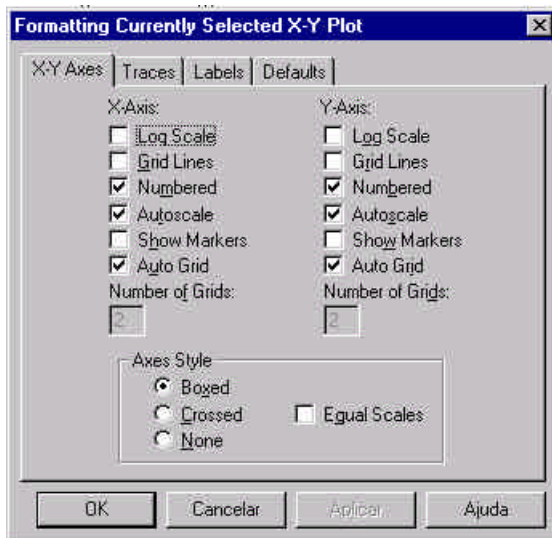 Formatting Currently Selected X-Y Plot
X-Y Axes Traces Labels Defaults
X-Axis: Y-Axis:
Log Scale Log Scale
Grid Lines Grid Lines
Numbered Numbered
Autoscale Autoscale
Show Markers Show Markers
Auto Grid Auto Grid
Number of Grids: Number of Grids:
2 2
Axes Style
Boxed
Crossed Equal Scales
None
OK Cancelar Aplicar Ajuda